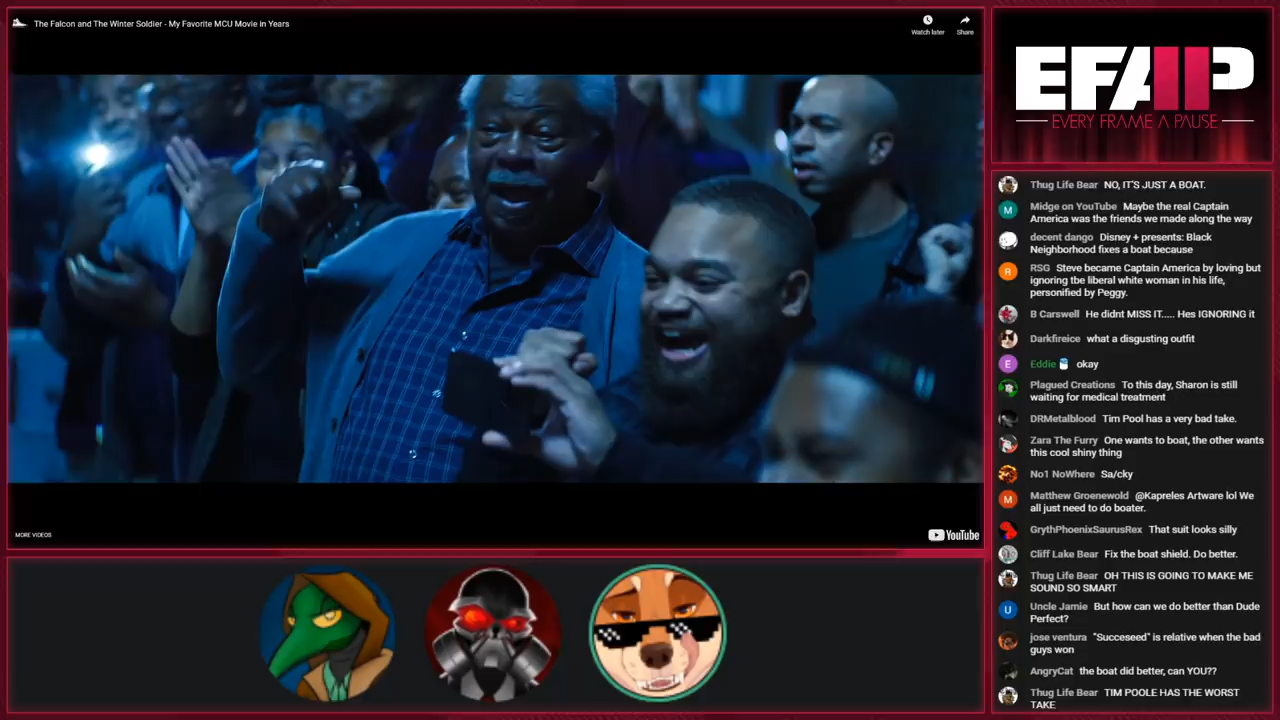 The Falcon and The Winter Soldier - My Favorite MCU Movie in Years
Watch later
Share
MORE VIDEOS
YouTube
EFAP
EVERY FRAME A PAUSE
Thug Life Bear NO, IT'S JUST A BOAT.
Midge on YouTube Maybe the real Captain
America was the friends we made along the way
decent dango Disney + presents: Black
Neighborhood fixes a boat because
R
RSG Steve became Captain America by loving but
ignoring the liberal white woman in his life,
personified by Peggy.
B Carswell He didnt MISS IT..... Hes IGNORING it
Darkfireice what a disgusting outfit
E
Eddie okay
Plagued Creations To this day, Sharon is still
waiting for medical treatment
DRMetalblood Tim Pool has a very bad take.
Zara The Furry One wants to boat, the other wants
this cool shiny thing
No1 NoWhere Sa/cky
M
Matthew Groenewold @Kapreles Artware lol We
all just need to do boater.
GrythPhoenixSaurusRex That suit looks silly
Cliff Lake Bear Fix the boat shield. Do better.
Thug Life Bear OH THIS IS GOING TO MAKE ME
SOUND SO SMART
U
Uncle Jamie But how can we do better than Dude
Perfect?
jose ventura "Succeseed" is relative when the bad
guys won
AngryCat the boat did better, can YOU??
Thug Life Bear TIM POOLE HAS THE WORST
TAKE